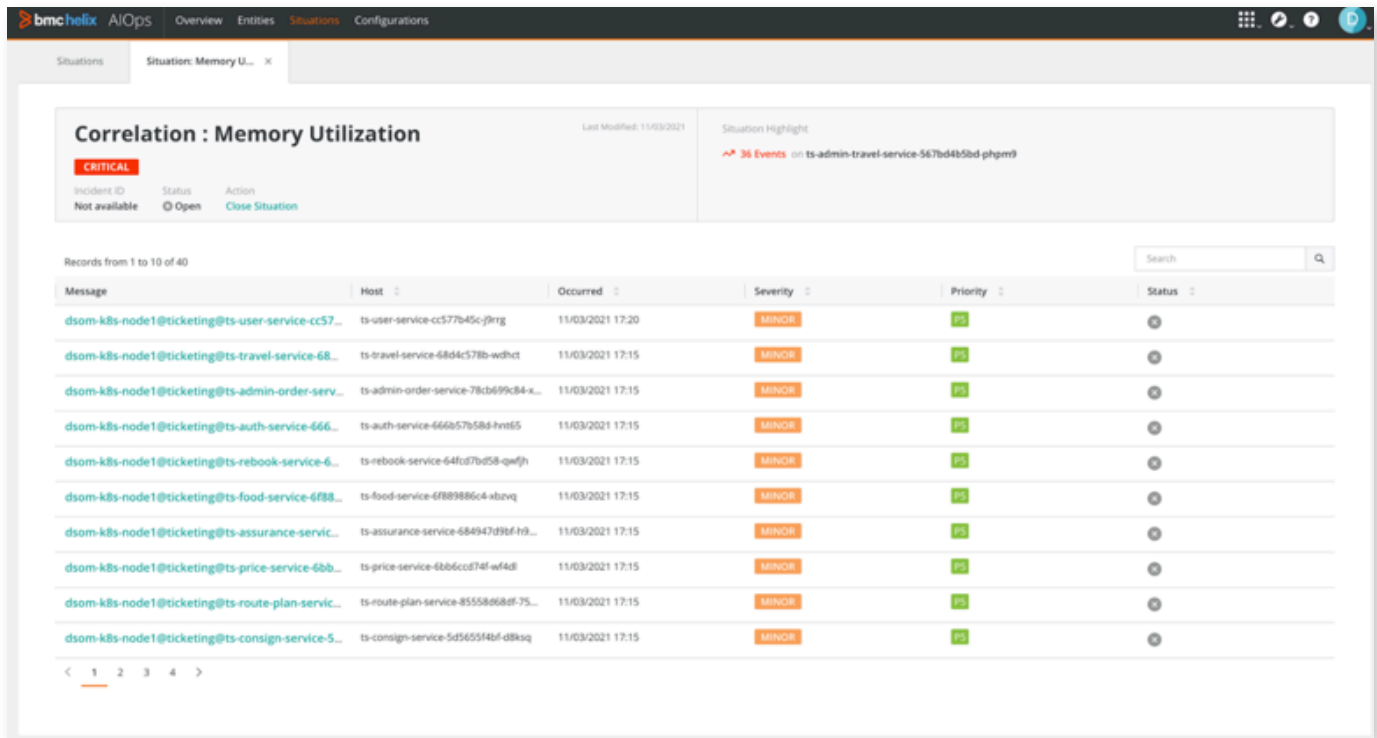 bmchelix AIOps Overview Entities Situations Configurations D
Situations Situation: Memory U... ×
Correlation : Memory Utilization Last Modified: 11/03/2021
Situation Highlight
CRITICAL
36 Events on ts-admin-travel-service-567bd4b5bd-phpm9
Incident ID Status Action
Not available Open Close Situation
Records from 1 to 10 of 40 Search
Message Host Occurred Severity Priority Status
dsom-k8s-node1@ticketing@ts-user-service-cc57... ts-user-service-cc577b45c-j9rrg 11/03/2021 17:20 MINOR P5
dsom-k8s-node1@ticketing@ts-travel-service-68... ts-travel-service-68d4c578b-wdhct 11/03/2021 17:15 MINOR P5
dsom-k8s-node1@ticketing@ts-admin-order-serv... ts-admin-order-service-78cb699c84-x... 11/03/2021 17:15 MINOR P5
dsom-k8s-node1@ticketing@ts-auth-service-666... ts-auth-service-666b57b58d-hnt65 11/03/2021 17:15 MINOR P5
dsom-k8s-node1@ticketing@ts-rebook-service-6... ts-rebook-service-64fcd7bd58-qwfjh 11/03/2021 17:15 MINOR P5
dsom-k8s-node1@ticketing@ts-food-service-6f88... ts-food-service-6f889886c4-xbzvq 11/03/2021 17:15 MINOR P5
dsom-k8s-node1@ticketing@ts-assurance-servic... ts-assurance-service-684947d9bf-h9... 11/03/2021 17:15 MINOR P5
dsom-k8s-node1@ticketing@ts-price-service-6bb... ts-price-service-6bb6ccd74f-wf4dl 11/03/2021 17:15 MINOR P5
dsom-k8s-node1@ticketing@ts-route-plan-servic... ts-route-plan-service-85558d68df-75... 11/03/2021 17:15 MINOR P5
dsom-k8s-node1@ticketing@ts-consign-service-5... ts-consign-service-5d5655f4bf-d8ksq 11/03/2021 17:15 MINOR P5
< 1 2 3 4 >